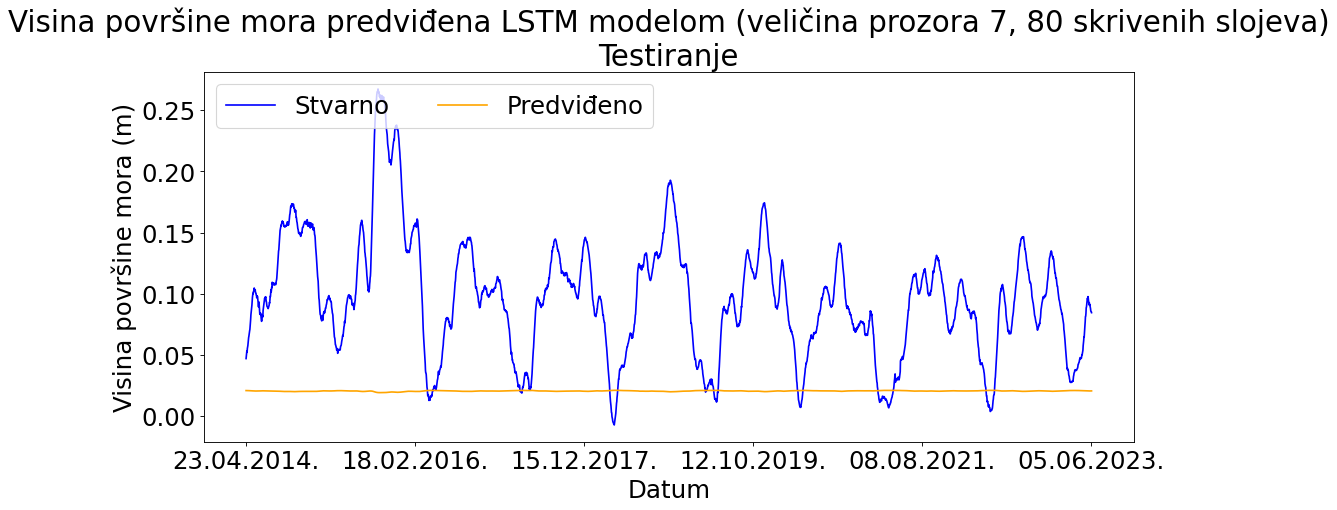 Visina površine mora predviđena LSTM modelom (veličina prozora 7, 80 skrivenih slojeva)
Testiranje
Stvarno Predviđeno
Visina površine mora (m)
0.25
0.20
0.15
0.10
0.05
0.00
23.04.2014. 18.02.2016. 15.12.2017. 12.10.2019. 08.08.2021. 05.06.2023.
Datum